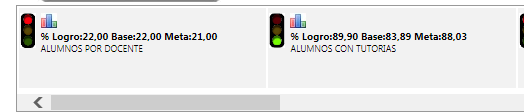 % Logro:22,00 Base:22,00 Meta:21,00
ALUMNOS POR DOCENTE
% Logro:89,90 Base:83,89 Meta:88,03
ALUMNOS CON TUTORIAS